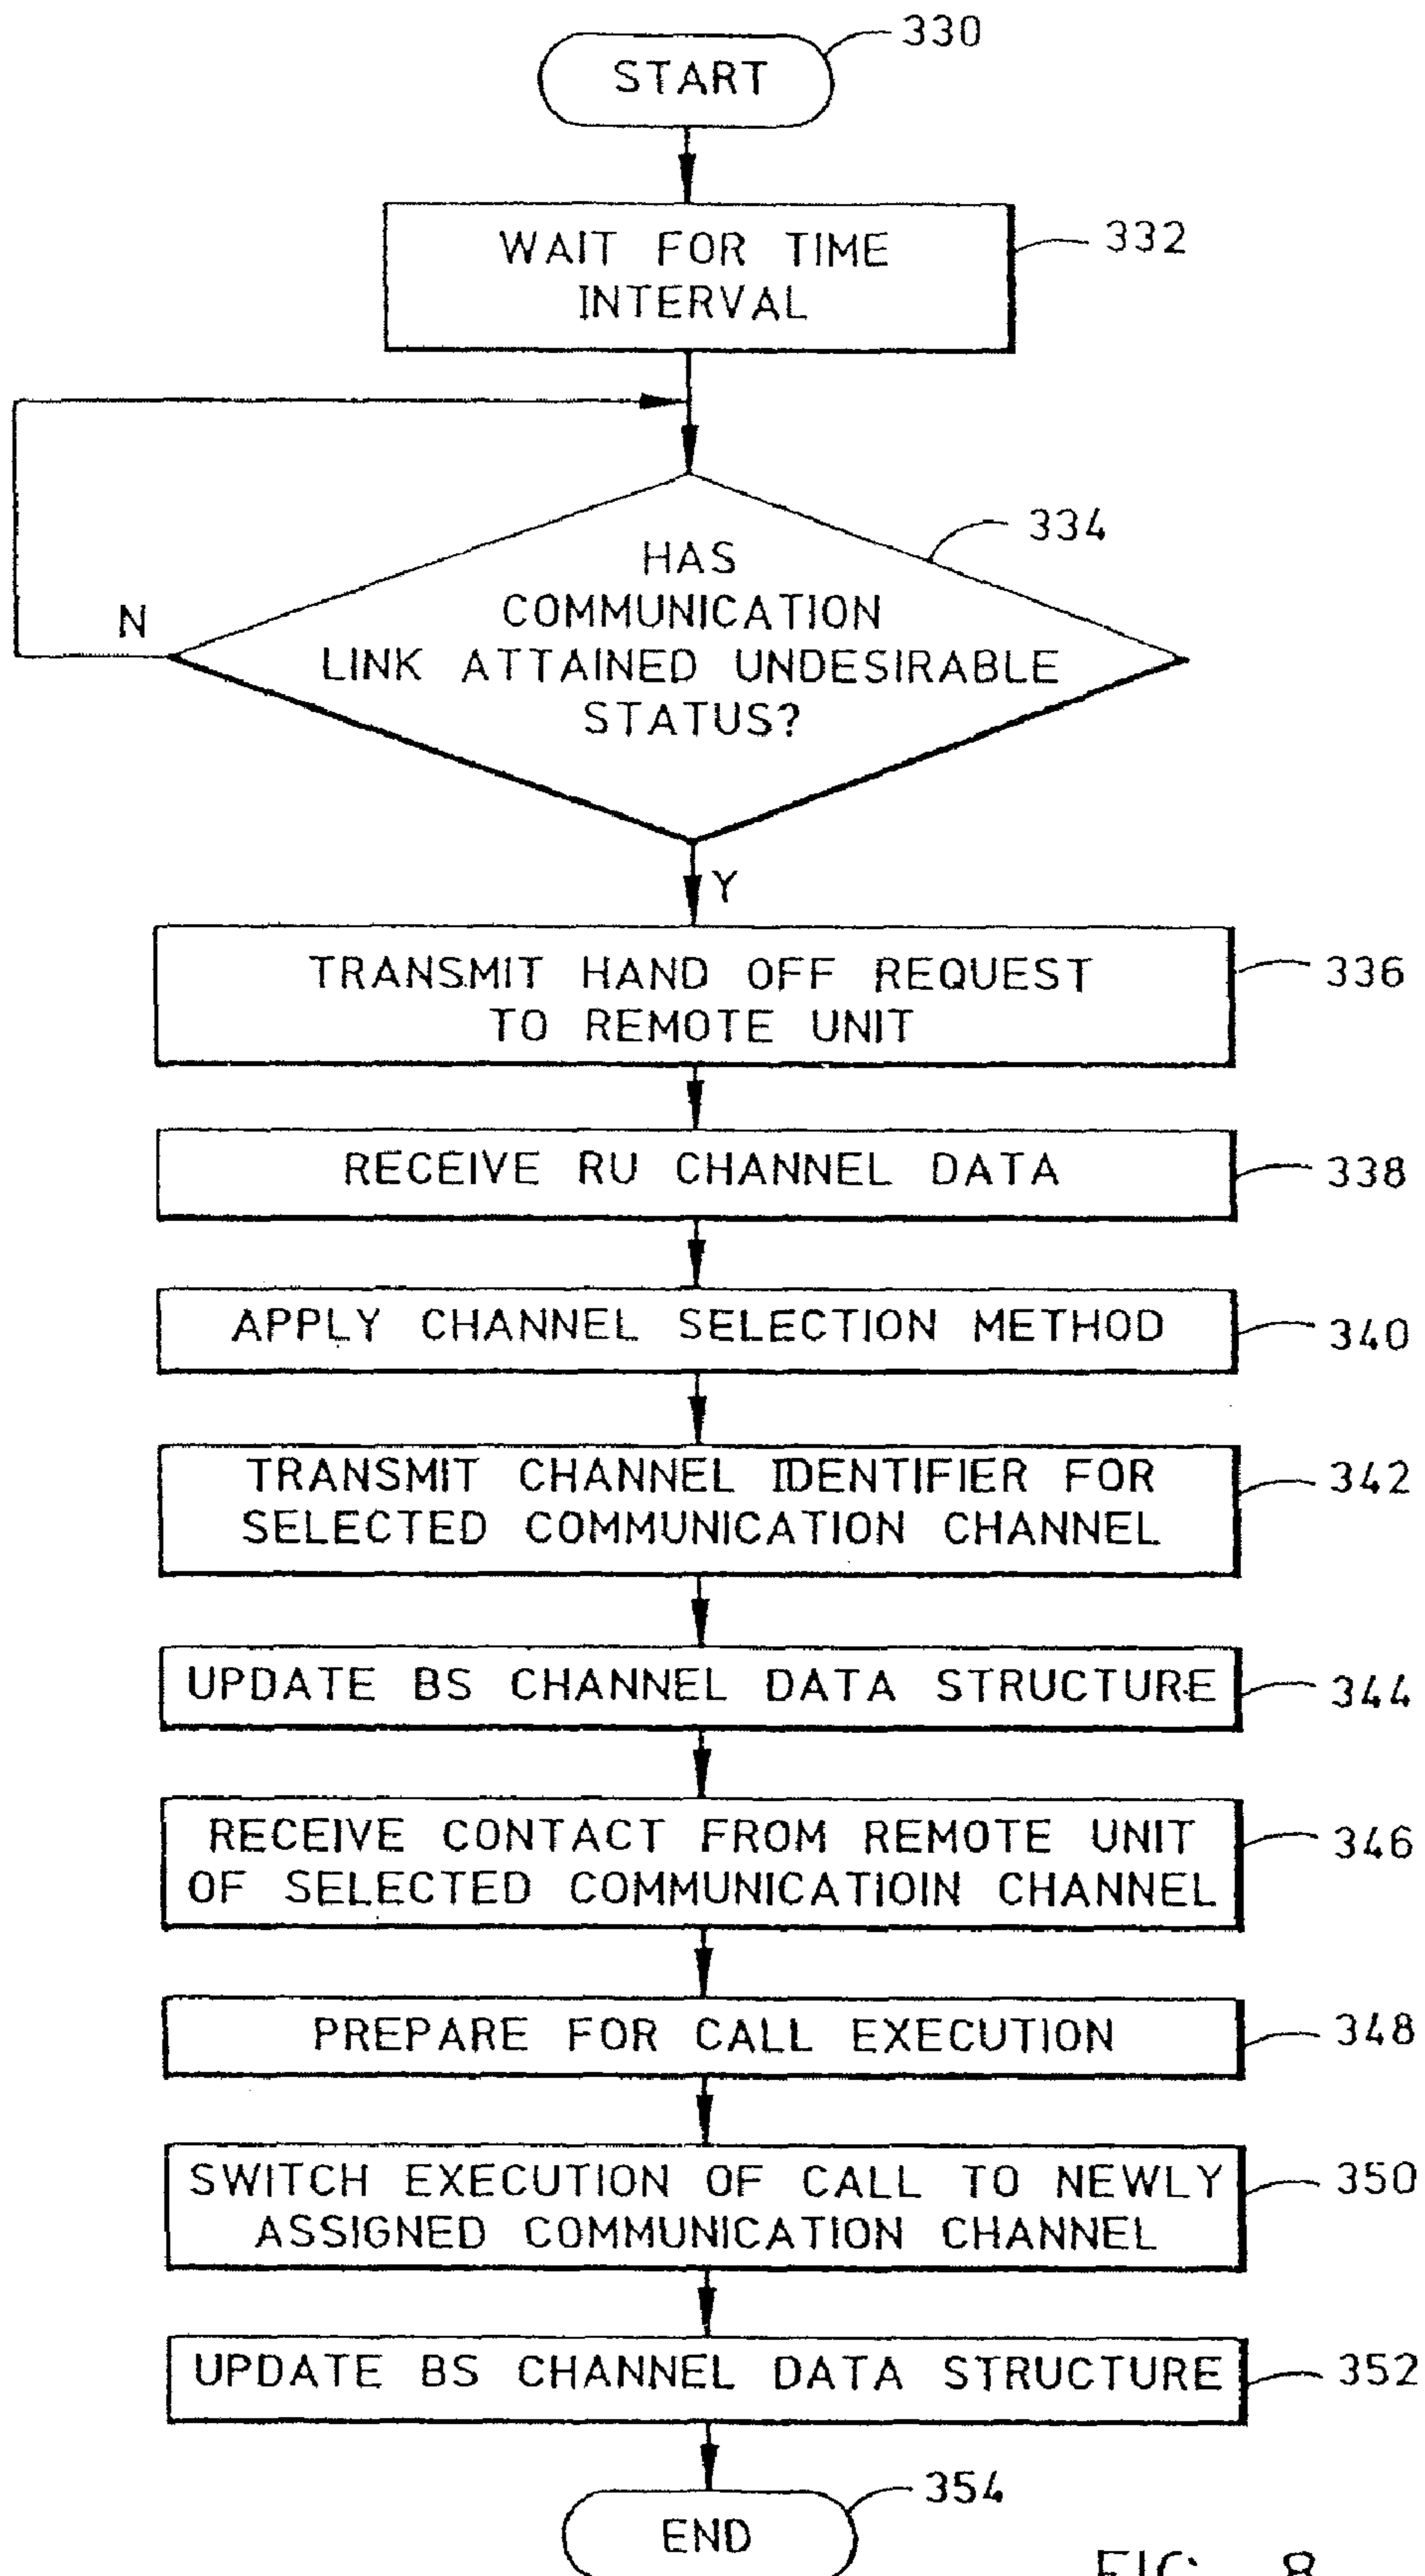 330
START
WAIT FOR TIME
INTERVAL
332
334
HAS
COMMUNICATION
LINK ATTAINED UNDESIRABLE
STATUS?
N
Y
TRANSMIT HAND OFF REQUEST
TO REMOTE UNIT
336
RECEIVE RU CHANNEL DATA
338
APPLY CHANNEL SELECTION METHOD
340
TRANSMIT CHANNEL IDENTIFIER FOR
SELECTED COMMUNICATION CHANNEL
342
UPDATE BS CHANNEL DATA STRUCTURE
344
RECEIVE CONTACT FROM REMOTE UNIT
OF SELECTED COMMUNICATIOIN CHANNEL
346
PREPARE FOR CALL EXECUTION
348
SWITCH EXECUTION OF CALL TO NEWLY
ASSIGNED COMMUNICATION CHANNEL
350
UPDATE BS CHANNEL DATA STRUCTURE
352
354
END
FIG. 8